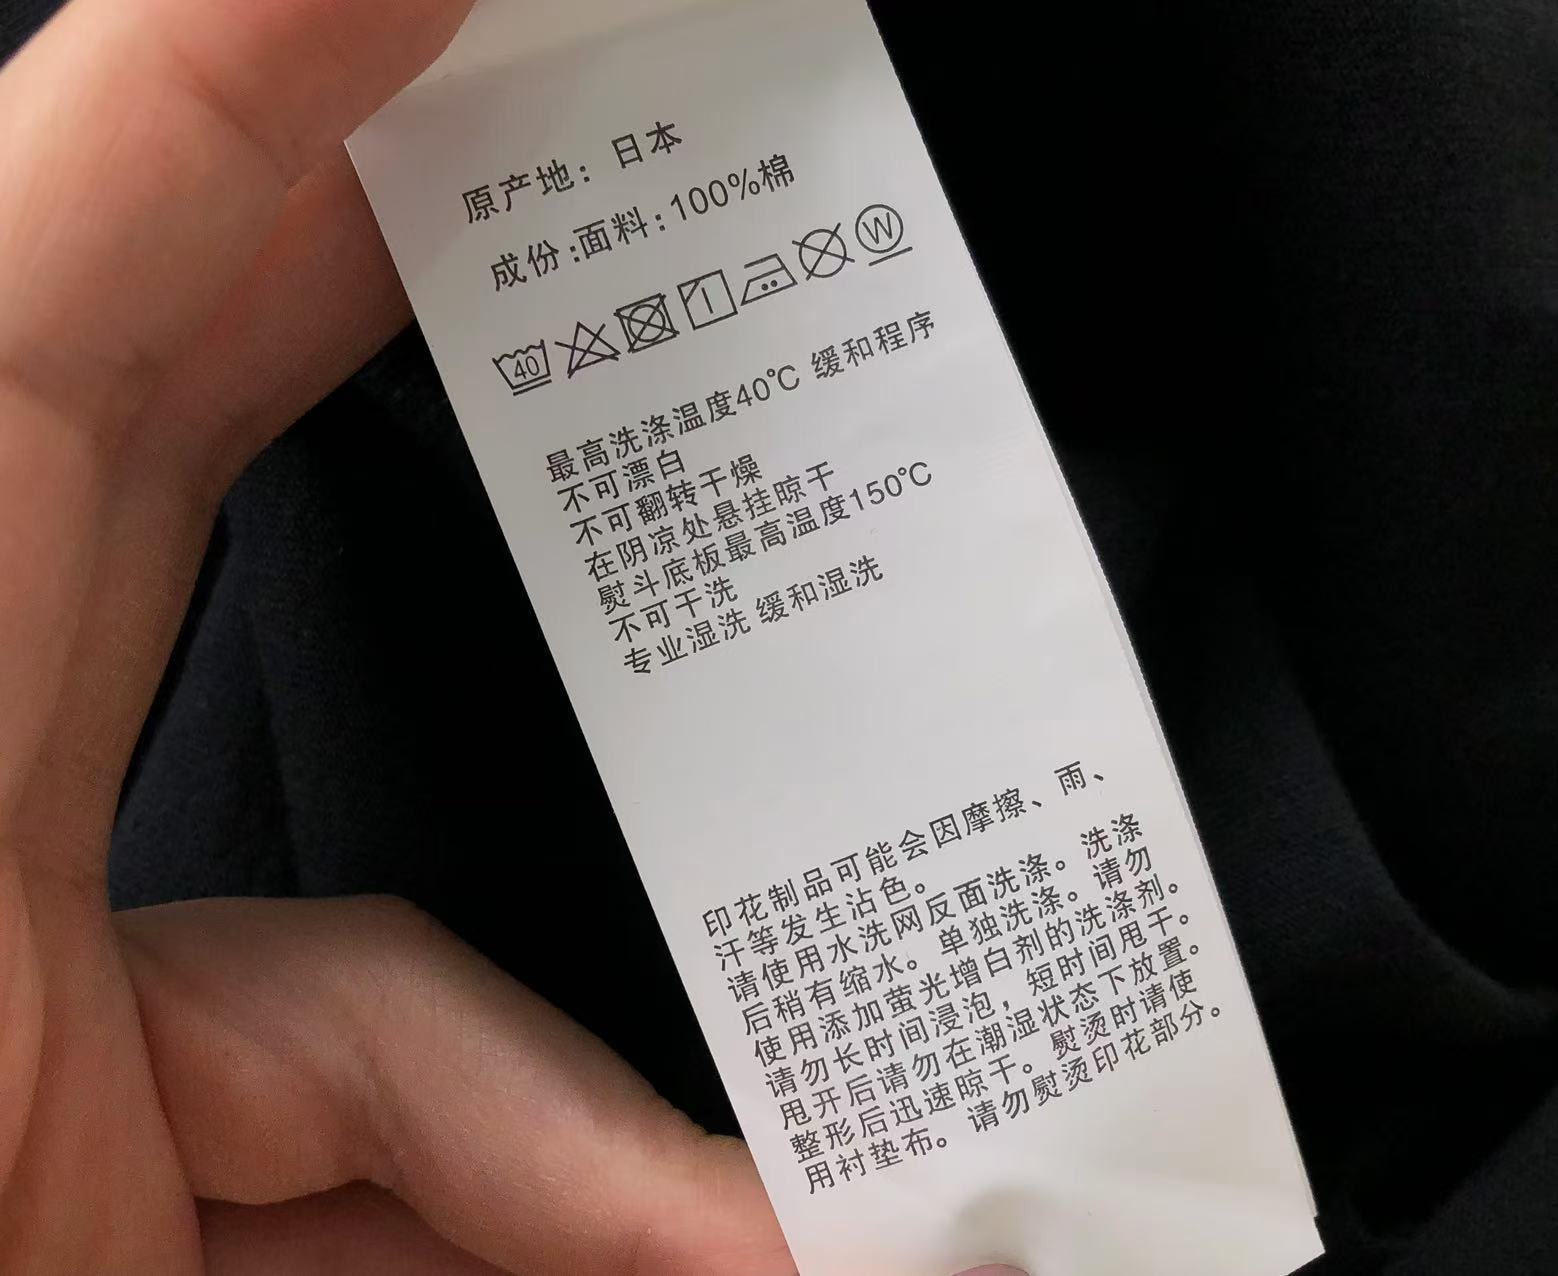 原产地：日本
成份：面料：100%棉
40 W
最高洗涤温度40℃ 缓和程序
不可漂白
不可翻转干燥
在阴凉处悬挂晾干
熨斗底板最高温度150℃
不可干洗
专业湿洗 缓和湿洗
印花制品可能会因摩擦、雨、
汗等发生沾色。
请使用水洗网反面洗涤。洗涤
后稍有缩水。单独洗涤。请勿
使用添加萤光增白剂的洗涤剂。
请勿长时间浸泡，短时间甩干。
甩开后请勿在潮湿状态下放置。
整形后迅速晾干。熨烫时请使
用衬垫布。请勿熨烫印花部分。